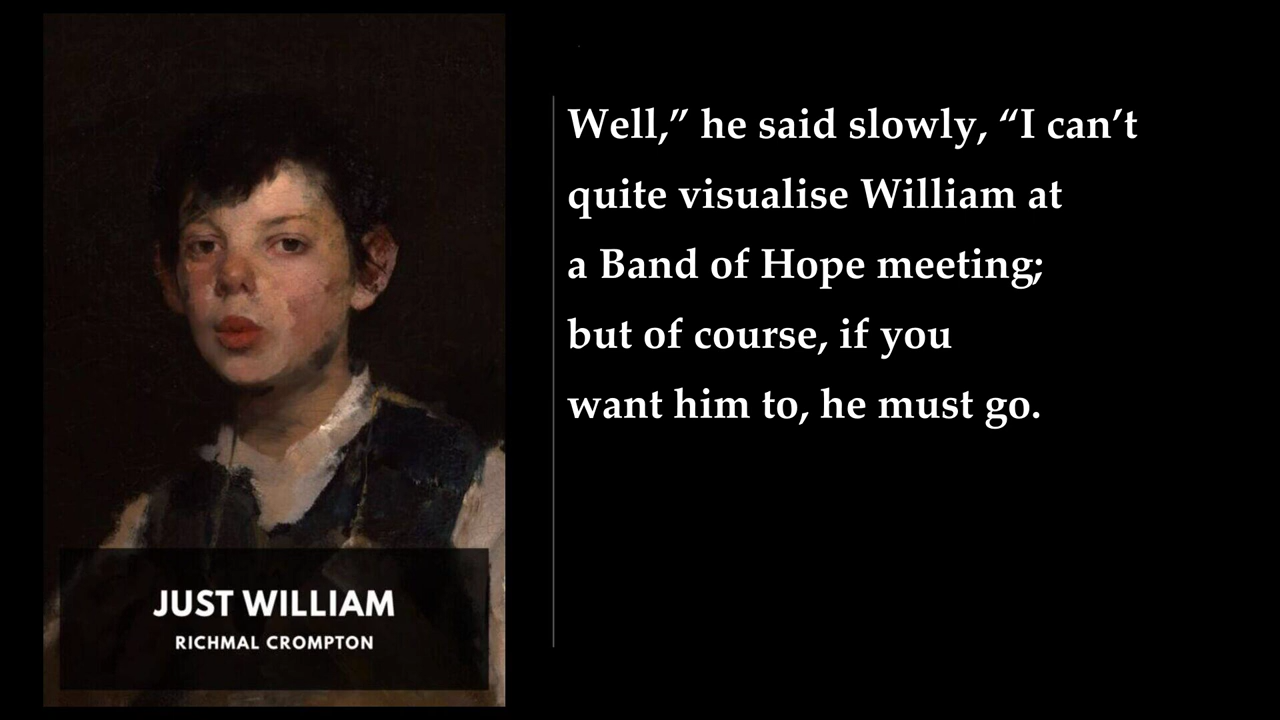 JUST WILLIAM
RICHMAL CROMPTON
Well,” he said slowly, “I can’t
quite visualise William at
a Band of Hope meeting;
but of course, if you
want him to, he must go.